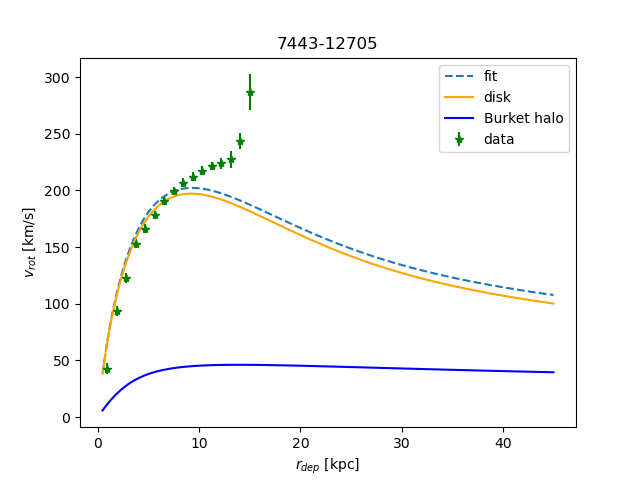 7443-12705
fit
disk
Burket halo
data
300
250
200
150
100
50
0
v_rot [km/s]
0 10 20 30 40
r_dep [kpc]